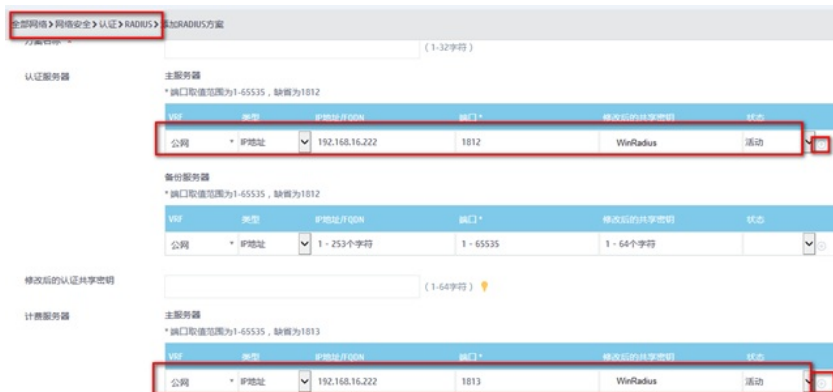 全部网络>网络安全>认证>RADIUS>添加RADIUS方案
方案名称 *
(1-32字符)
认证服务器
主服务器
*端口取值范围为1-65535，缺省为1812
VRF 类型 IP地址/FQDN 端口* 修改后的共享密钥 状态
公网 IP地址 192.168.16.222 1812 WinRadius 活动
备份服务器
*端口取值范围为1-65535，缺省为1812
VRF 类型 IP地址/FQDN 端口* 修改后的共享密钥 状态
公网 IP地址 1 - 253个字符 1 - 65535 1 - 64个字符
修改后的认证共享密钥
(1-64字符)
计费服务器
主服务器
*端口取值范围为1-65535，缺省为1813
VRF 类型 IP地址/FQDN 端口* 修改后的共享密钥 状态
公网 IP地址 192.168.16.222 1813 WinRadius 活动